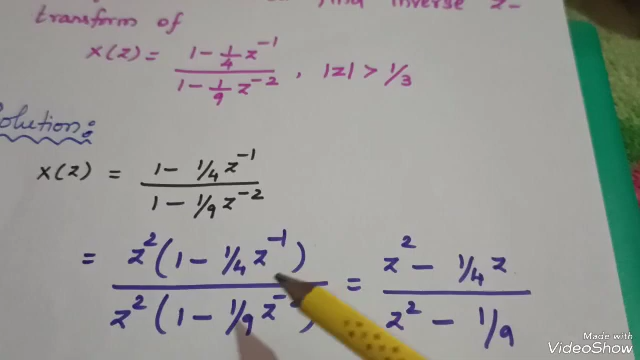 find inverse z-
transform of
X(z) = (1 - 1/4 z^-1) / (1 - 1/9 z^-2) , |z| > 1/3
Solution:
X(z) = (1 - 1/4 z^-1) / (1 - 1/9 z^-2)
= z^2 (1 - 1/4 z^-1) / z^2 (1 - 1/9 z^-2) = (z^2 - 1/4 z) / (z^2 - 1/9)
Made with
VideoShow